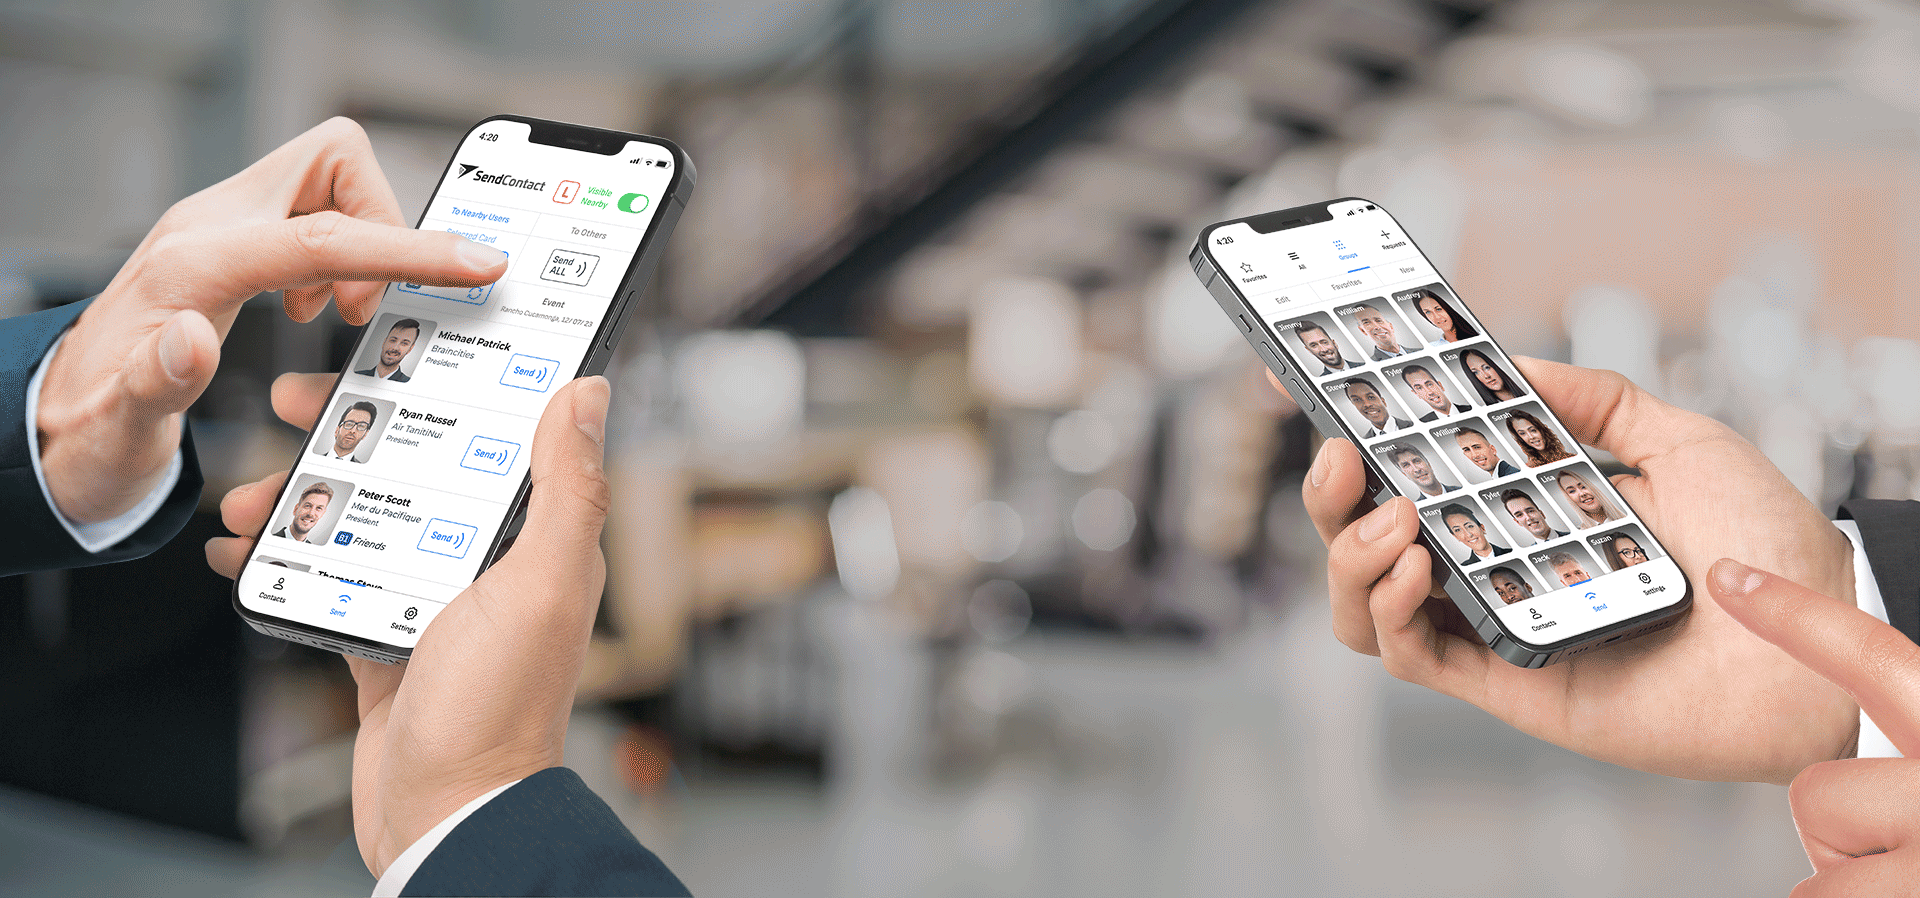 4:20
SendContact
L
Visible
Nearby
To Nearby Users
To Others
Selected Card
Send
ALL
Event
Rancho Cucamonga, 12/07/23
Michael Patrick
Braincities
President
Send
Ryan Russel
Air TanitiNui
President
Send
Peter Scott
Mer du Pacifique
President
B1 Friends
Send
Contacts
Send
Settings
4:20
Favorites
All
Groups
Requests
Edit
Favorites
New
Jimmy
William
Audrey
Steven
Tyler
Lisa
Albert
William
Sarah
Mary
Tyler
Lisa
Joe
Jack
Suzan
Contacts
Send
Settings